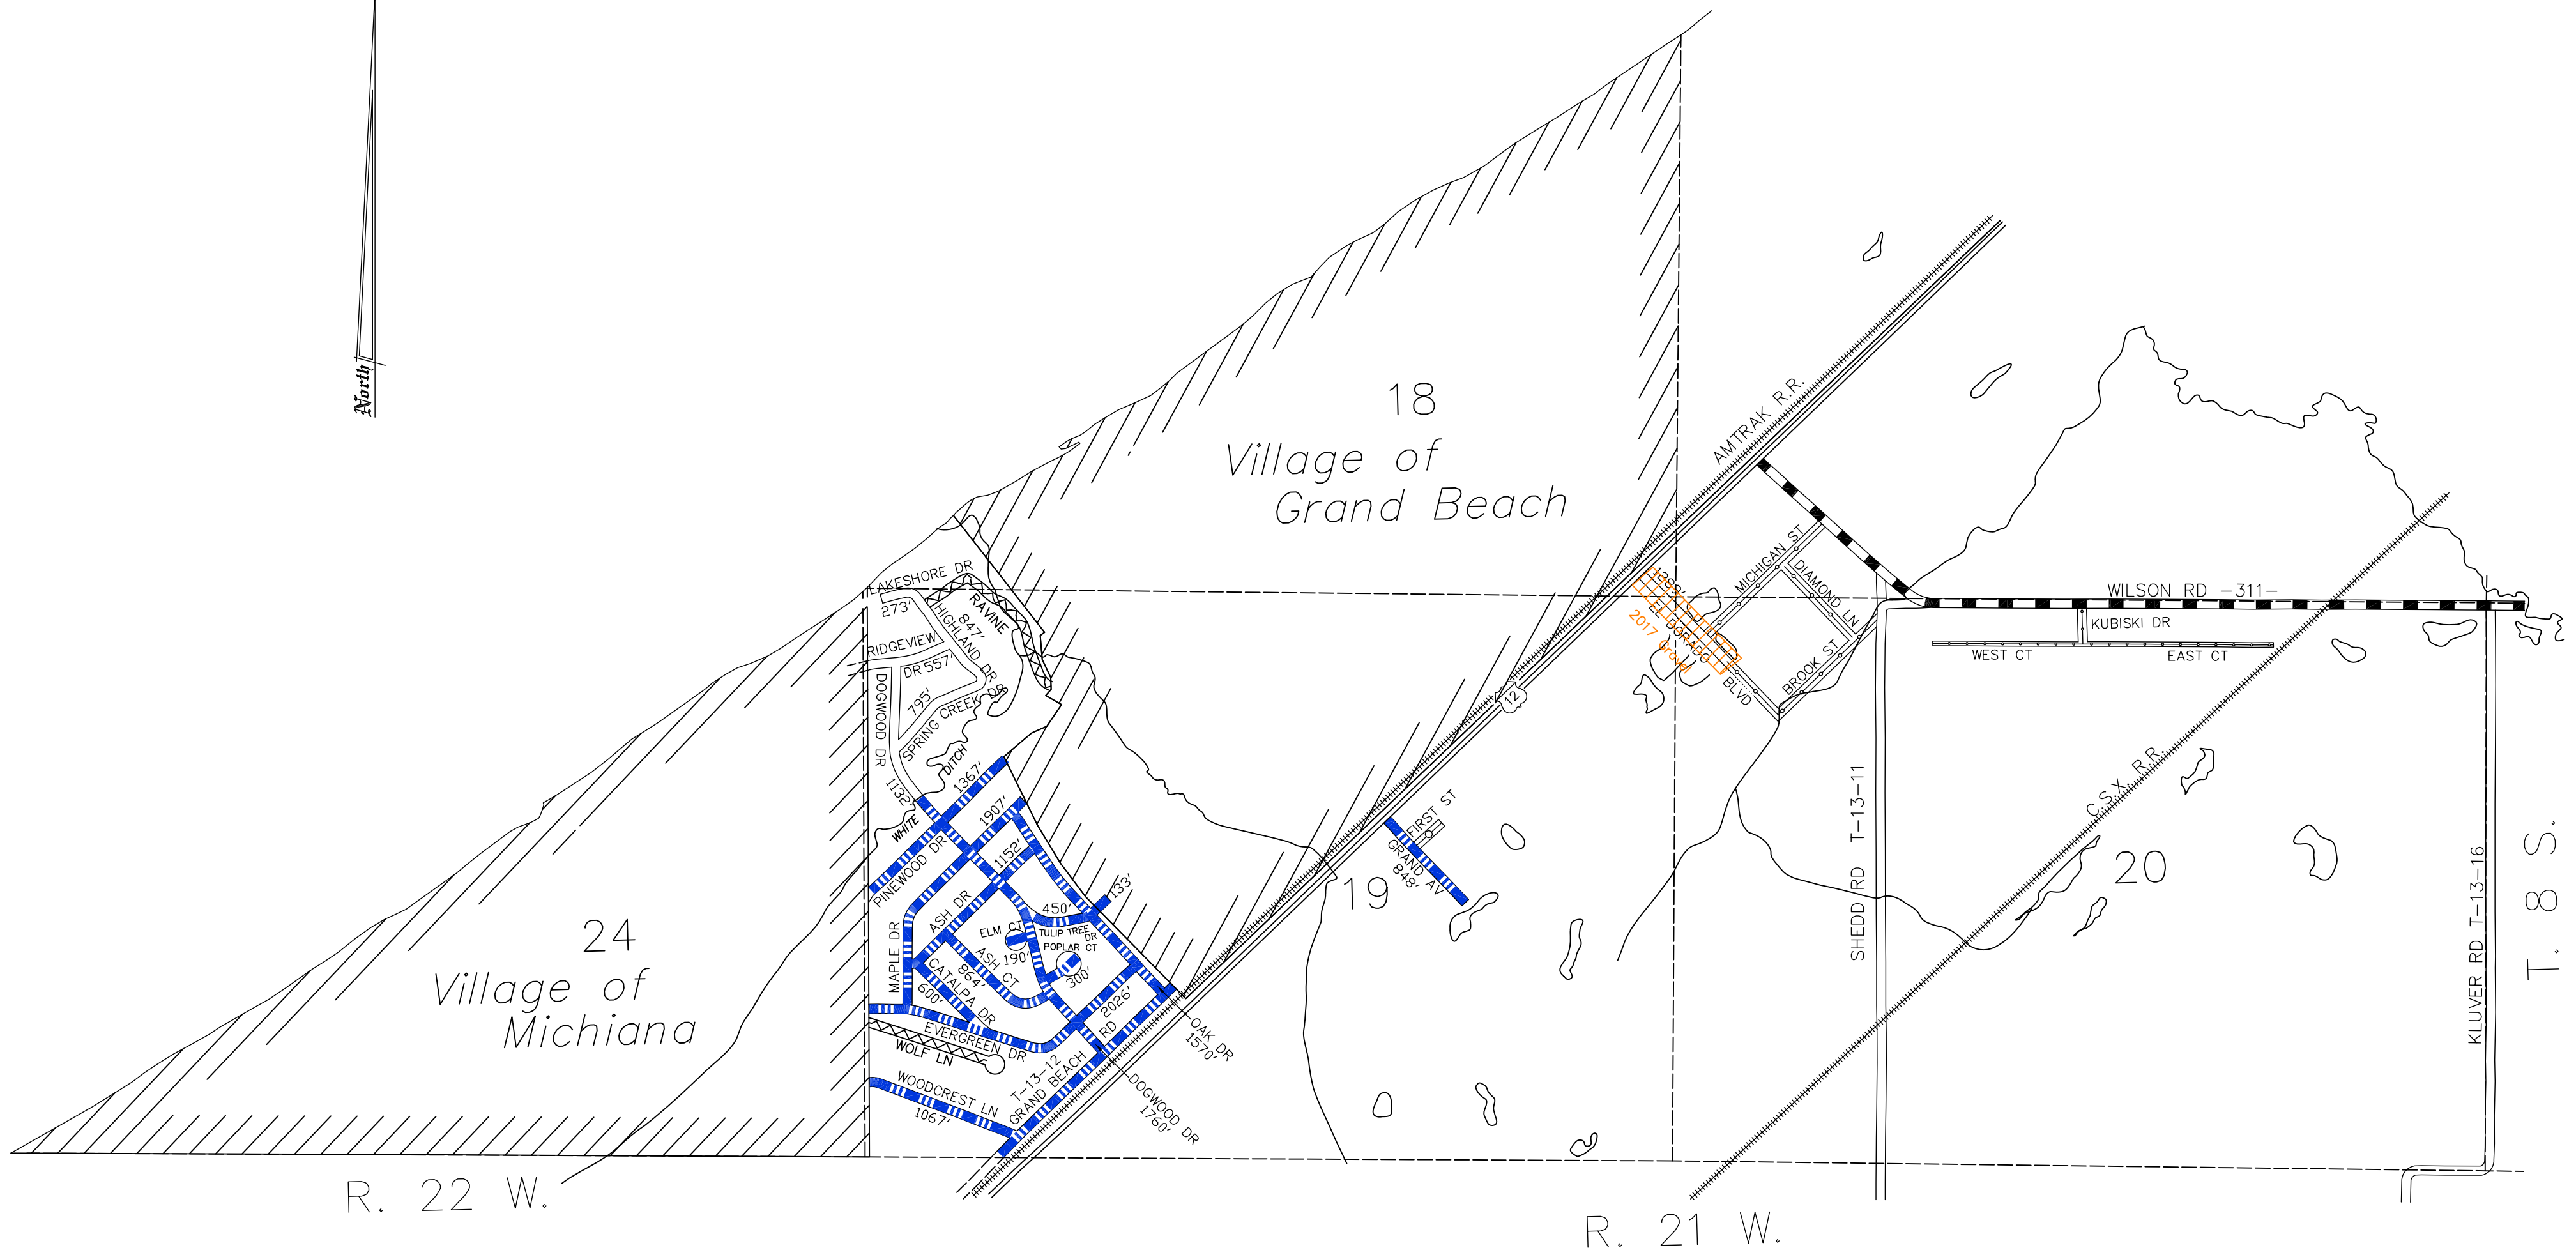 North
18
Village of
Grand Beach
AMTRAK R.R.
LAKESHORE DR
273'
HIGHLAND DR
847'
RAVINE
RIDGEVIEW
DR 557'
DOGWOOD DR
795'
SPRING CREEK DR
DITCH
WHITE
1132'
1367'
PINEWOOD DR
1907'
1152'
ASH DR
MAPLE DR
ELM CT
190'
450'
TULIP TREE
DR
POPLAR CT
300'
1133'
ASH CT
864'
CATALPA DR
600'
EVERGREEN DR
WOLF LN
WOODCREST LN
1067'
T-13-12
GRAND BEACH
RD
2026'
OAK DR
1570'
DOGWOOD DR
1760'
12
FIRST ST
GRAND AV
848'
19
EL DORADO
BLVD
2017 Gravel
MICHIGAN ST
DIAMOND LN
BROOK ST
WILSON RD -311-
KUBISKI DR
WEST CT
EAST CT
SHEDD RD T-13-11
C.S.X. R.R.
20
KLUVER RD T-13-16
T. 8 S.
24
Village of
Michiana
R. 22 W.
R. 21 W.